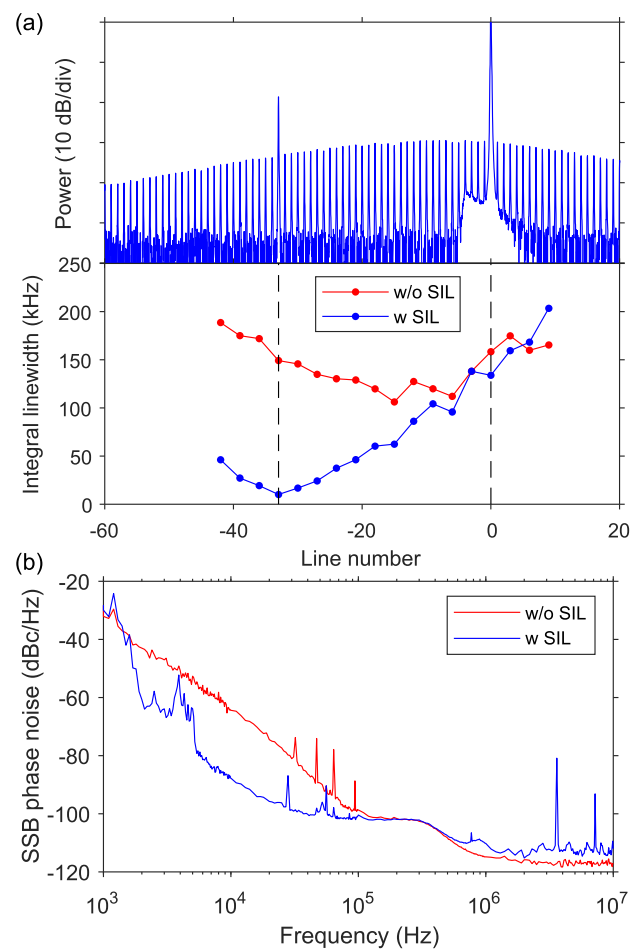 (a)
Power (10 dB/div)
250
200
150
100
50
0
Integral linewidth (kHz)
w/o SIL
w SIL
-60
-40
-20
0
20
Line number
(b)
-20
-40
-60
-80
-100
-120
SSB phase noise (dBc/Hz)
w/o SIL
w SIL
10³
10⁴
10⁵
10⁶
10⁷
Frequency (Hz)